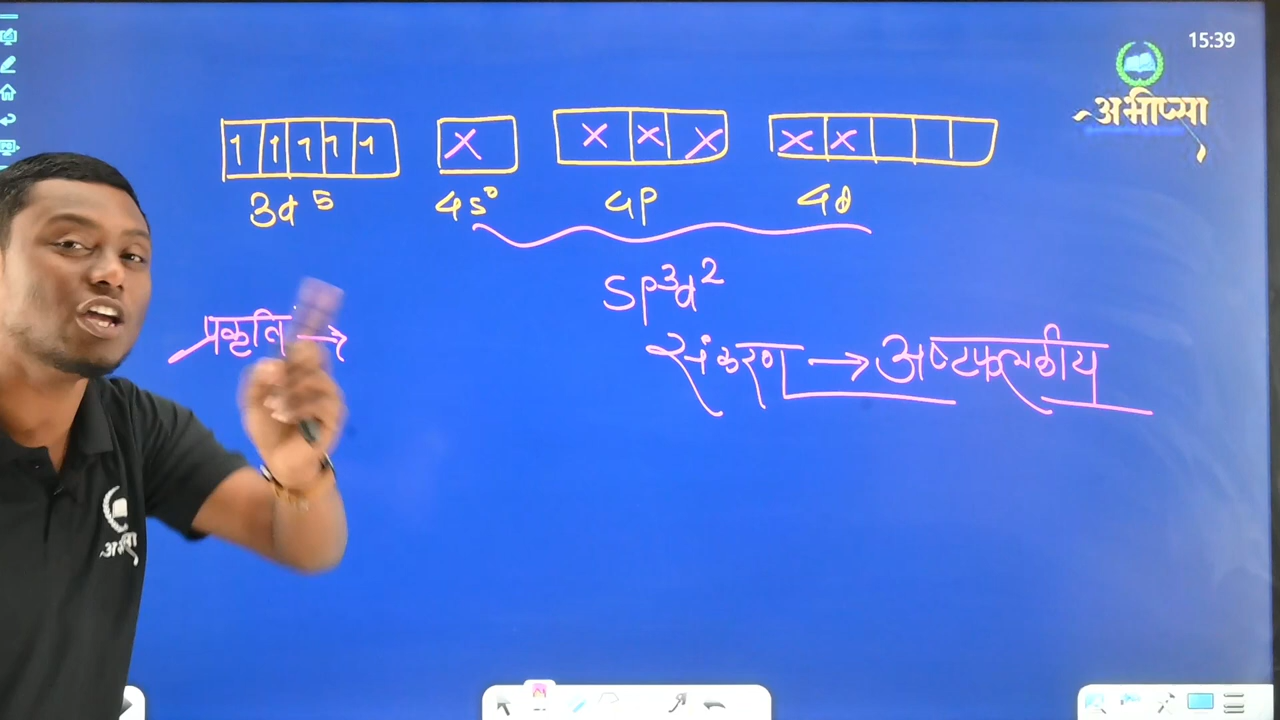 15:39
अभीप्सा
1 1 1 1 1 X X X X X X
3d⁵ 4s⁰ 4p 4d
sp³d²
प्रकृति →
संकरण → अष्टफलकीय